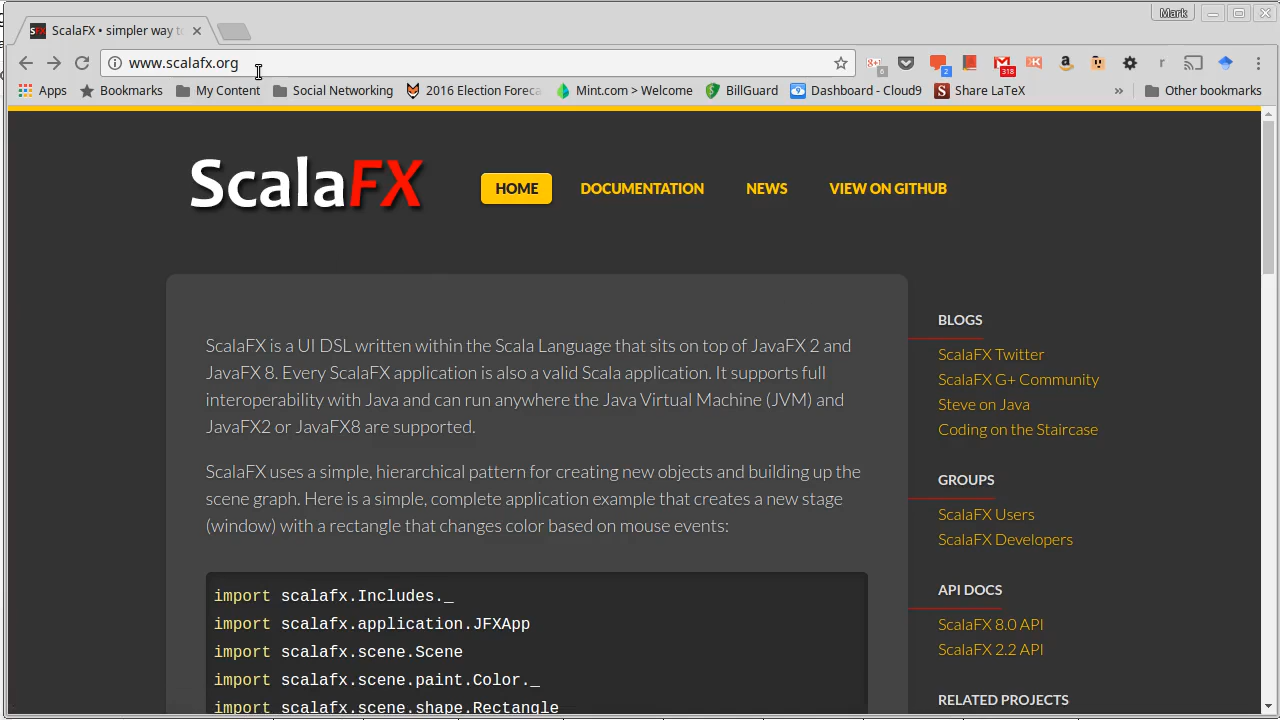 Mark
ScalaFX • simpler way to
www.scalafx.org
6
2
318
r
Apps
Bookmarks
My Content
Social Networking
2016 Election Foreca
Mint.com > Wellcome
BillGuard
Dashboard - Cloud9
Share LaTeX
»
Other bookmarks
ScalaFX
HOME
DOCUMENTATION
NEWS
VIEW ON GITHUB
ScalaFX is a UI DSL written within the Scala Language that sits on top of JavaFX 2 and
JavaFX 8. Every ScalaFX application is also a valid Scala application. It supports full
interoperability with Java and can run anywhere the Java Virtual Machine (JVM) and
JavaFX2 or JavaFX8 are supported.
ScalaFX uses a simple, hierarchical pattern for creating new objects and building up the
scene graph. Here is a simple, complete application example that creates a new stage
(window) with a rectangle that changes color based on mouse events:
import scalafx.Includes._
import scalafx.application.JFXApp
import scalafx.scene.Scene
import scalafx.scene.paint.Color._
import scalafx.scene.shape.Rectangle
BLOGS
ScalaFX Twitter
ScalaFX G+ Community
Steve on Java
Coding on the Staircase
GROUPS
ScalaFX Users
ScalaFX Developers
API DOCS
ScalaFX 8.0 API
ScalaFX 2.2 API
RELATED PROJECTS